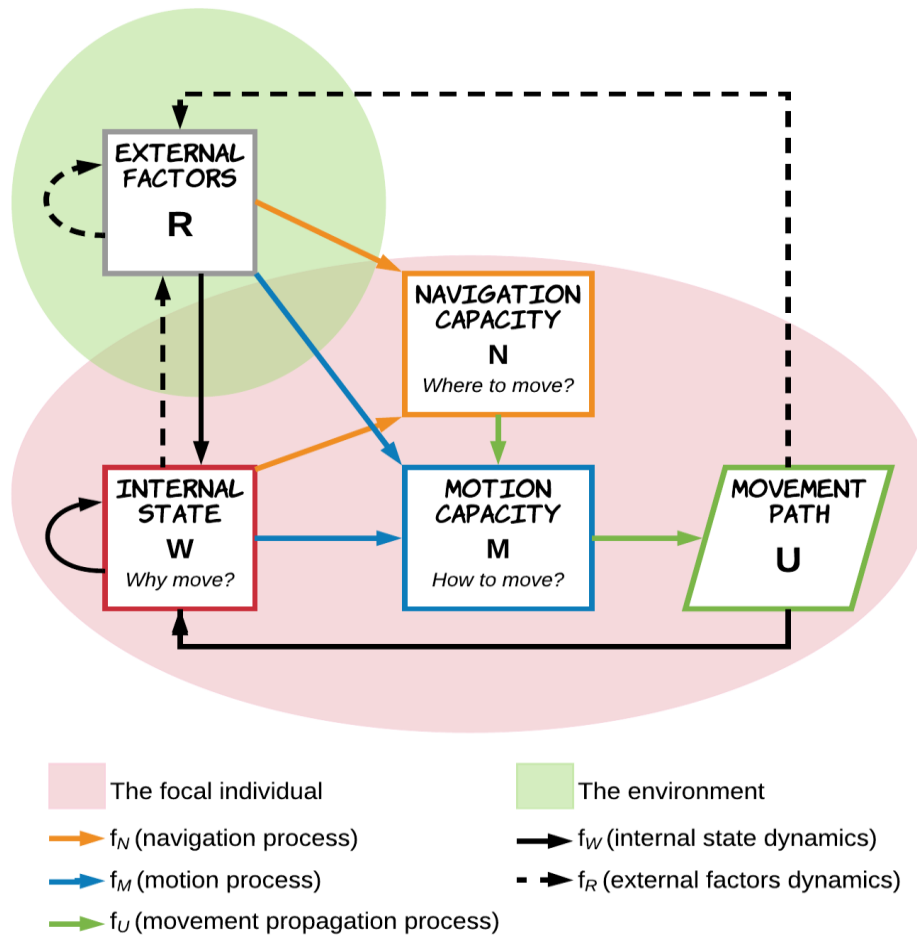 EXTERNAL
FACTORS
R
NAVIGATION
CAPACITY
N
Where to move?
INTERNAL
STATE
W
Why move?
MOTION
CAPACITY
M
How to move?
MOVEMENT
PATH
U
The focal individual
The environment
fN (navigation process)
fW (internal state dynamics)
fM (motion process)
fR (external factors dynamics)
fU (movement propagation process)